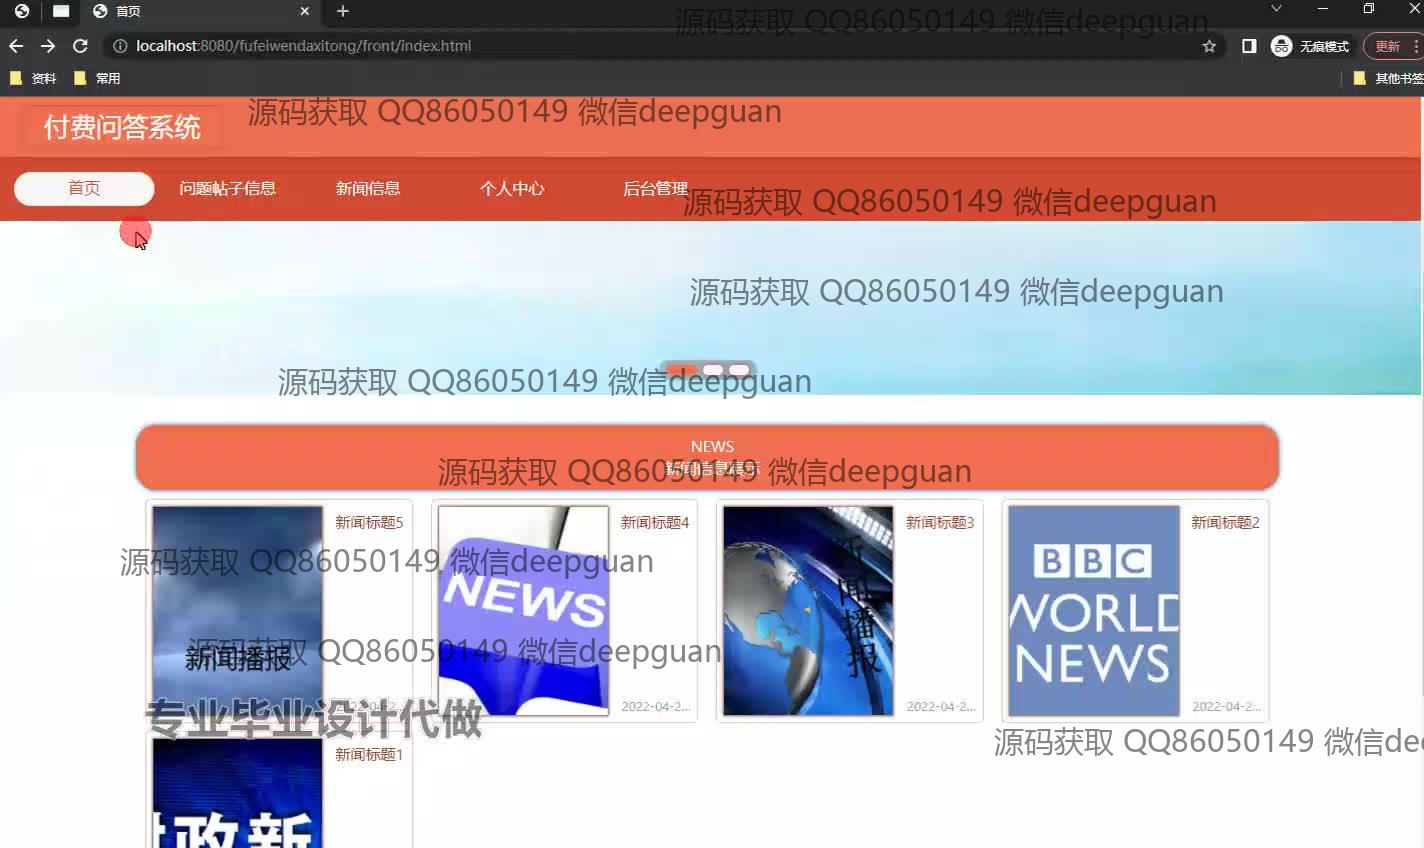 首页
源码获取 QQ86050149 微信deepguan
localhost:8080/fufeiwendaxitong/front/index.html
无痕模式
更新
资料
常用
其他书签
付费问答系统
源码获取 QQ86050149 微信deepguan
首页
问题帖子信息
新闻信息
个人中心
后台管理
源码获取 QQ86050149 微信deepguan
源码获取 QQ86050149 微信deepguan
源码获取 QQ86050149 微信deepguan
NEWS
新闻信息展示
源码获取 QQ86050149 微信deepguan
新闻标题5
新闻标题4
新闻标题3
新闻标题2
源码获取 QQ86050149 微信deepguan
NEWS
新闻播报
BBC
WORLD
NEWS
源码获取 QQ86050149 微信deepguan
新闻播报
2022-04-2...
2022-04-2...
2022-04-2...
专业毕业设计代做
源码获取 QQ86050149 微信dee
新闻标题1
时政新